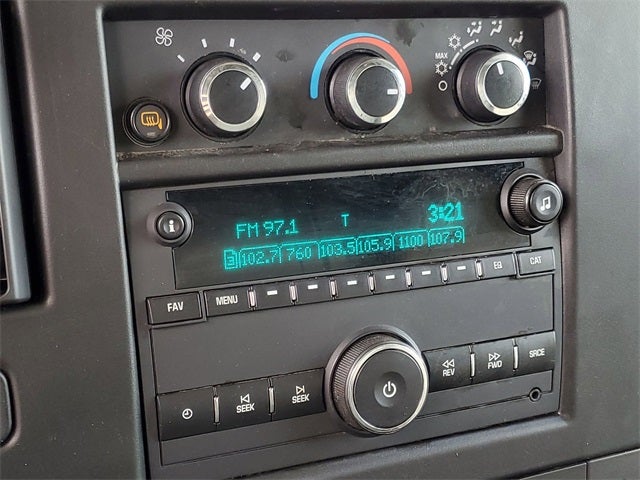 MAX
FM 97.1 T 3:21
3 102.7 760 103.5 105.9 1100 107.9
FAV MENU EQ CAT
REV FWD SRCE
SEEK SEEK